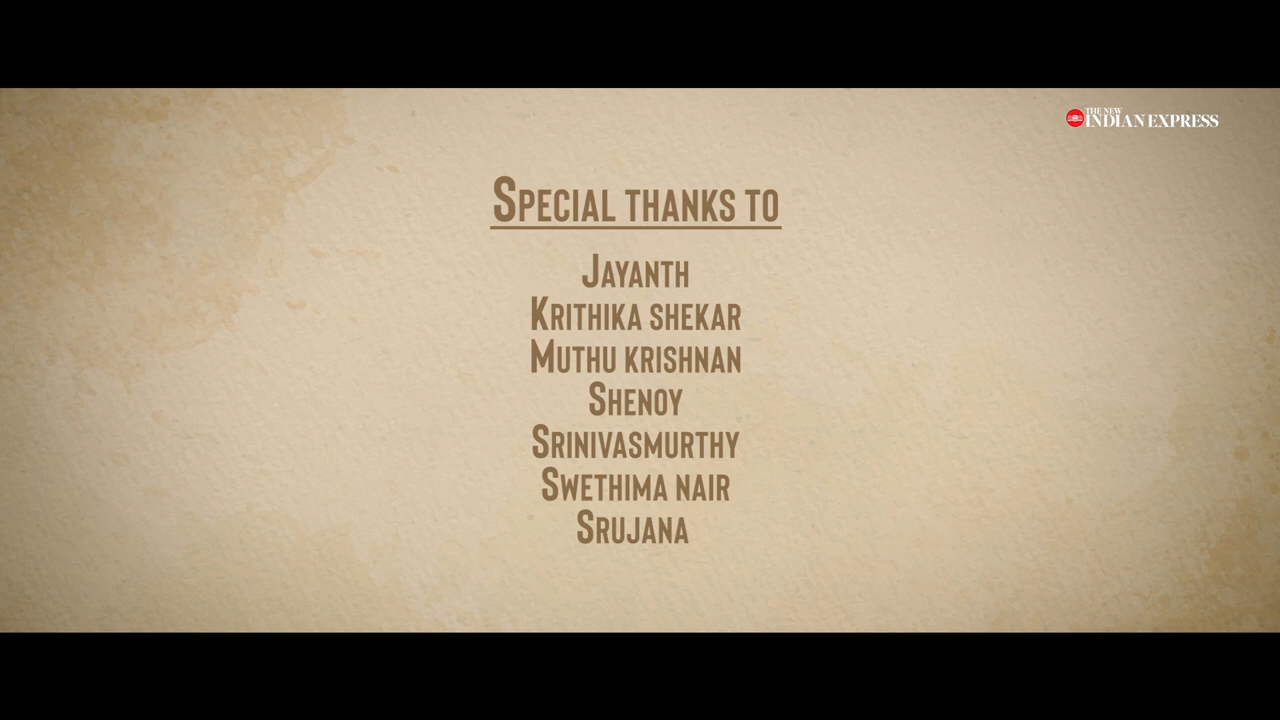 THE NEW
INDIAN EXPRESS
SPECIAL THANKS TO
JAYANTH
KRITHIKA SHEKAR
MUTHU KRISHNAN
SHENOY
SRINIVASMURTHY
SWETHIMA NAIR
SRUJANA